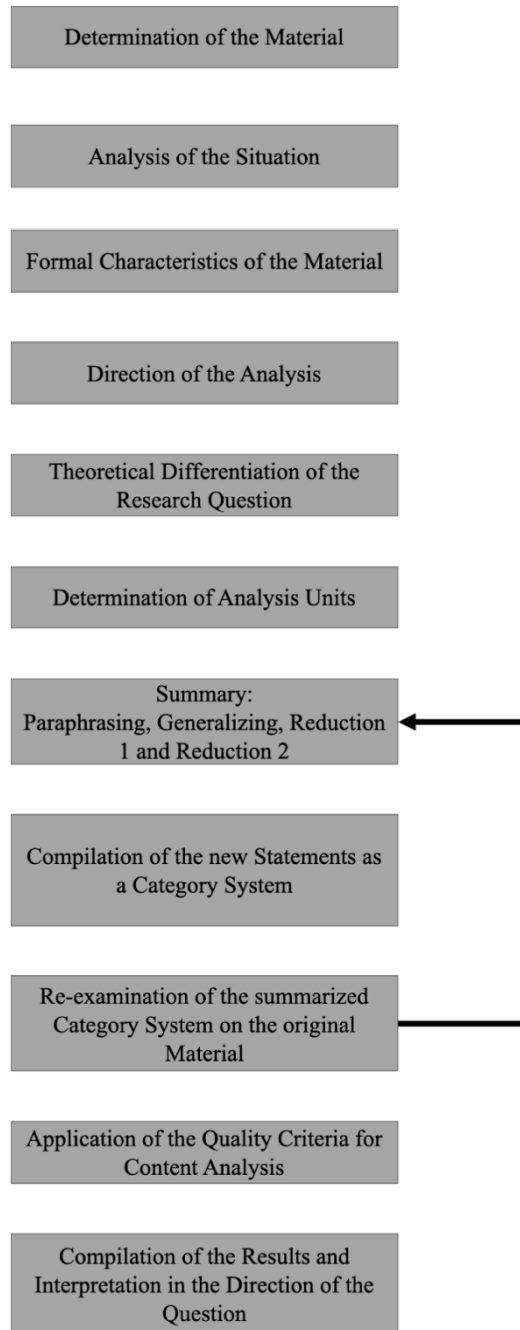 Determination of the Material
Analysis of the Situation
Formal Characteristics of the Material
Direction of the Analysis
Theoretical Differentiation of the
Research Question
Determination of Analysis Units
Summary:
Paraphrasing, Generalizing, Reduction
1 and Reduction 2
Compilation of the new Statements as
a Category System
Re-examination of the summarized
Category System on the original
Material
Application of the Quality Criteria for
Content Analysis
Compilation of the Results and
Interpretation in the Direction of the
Question